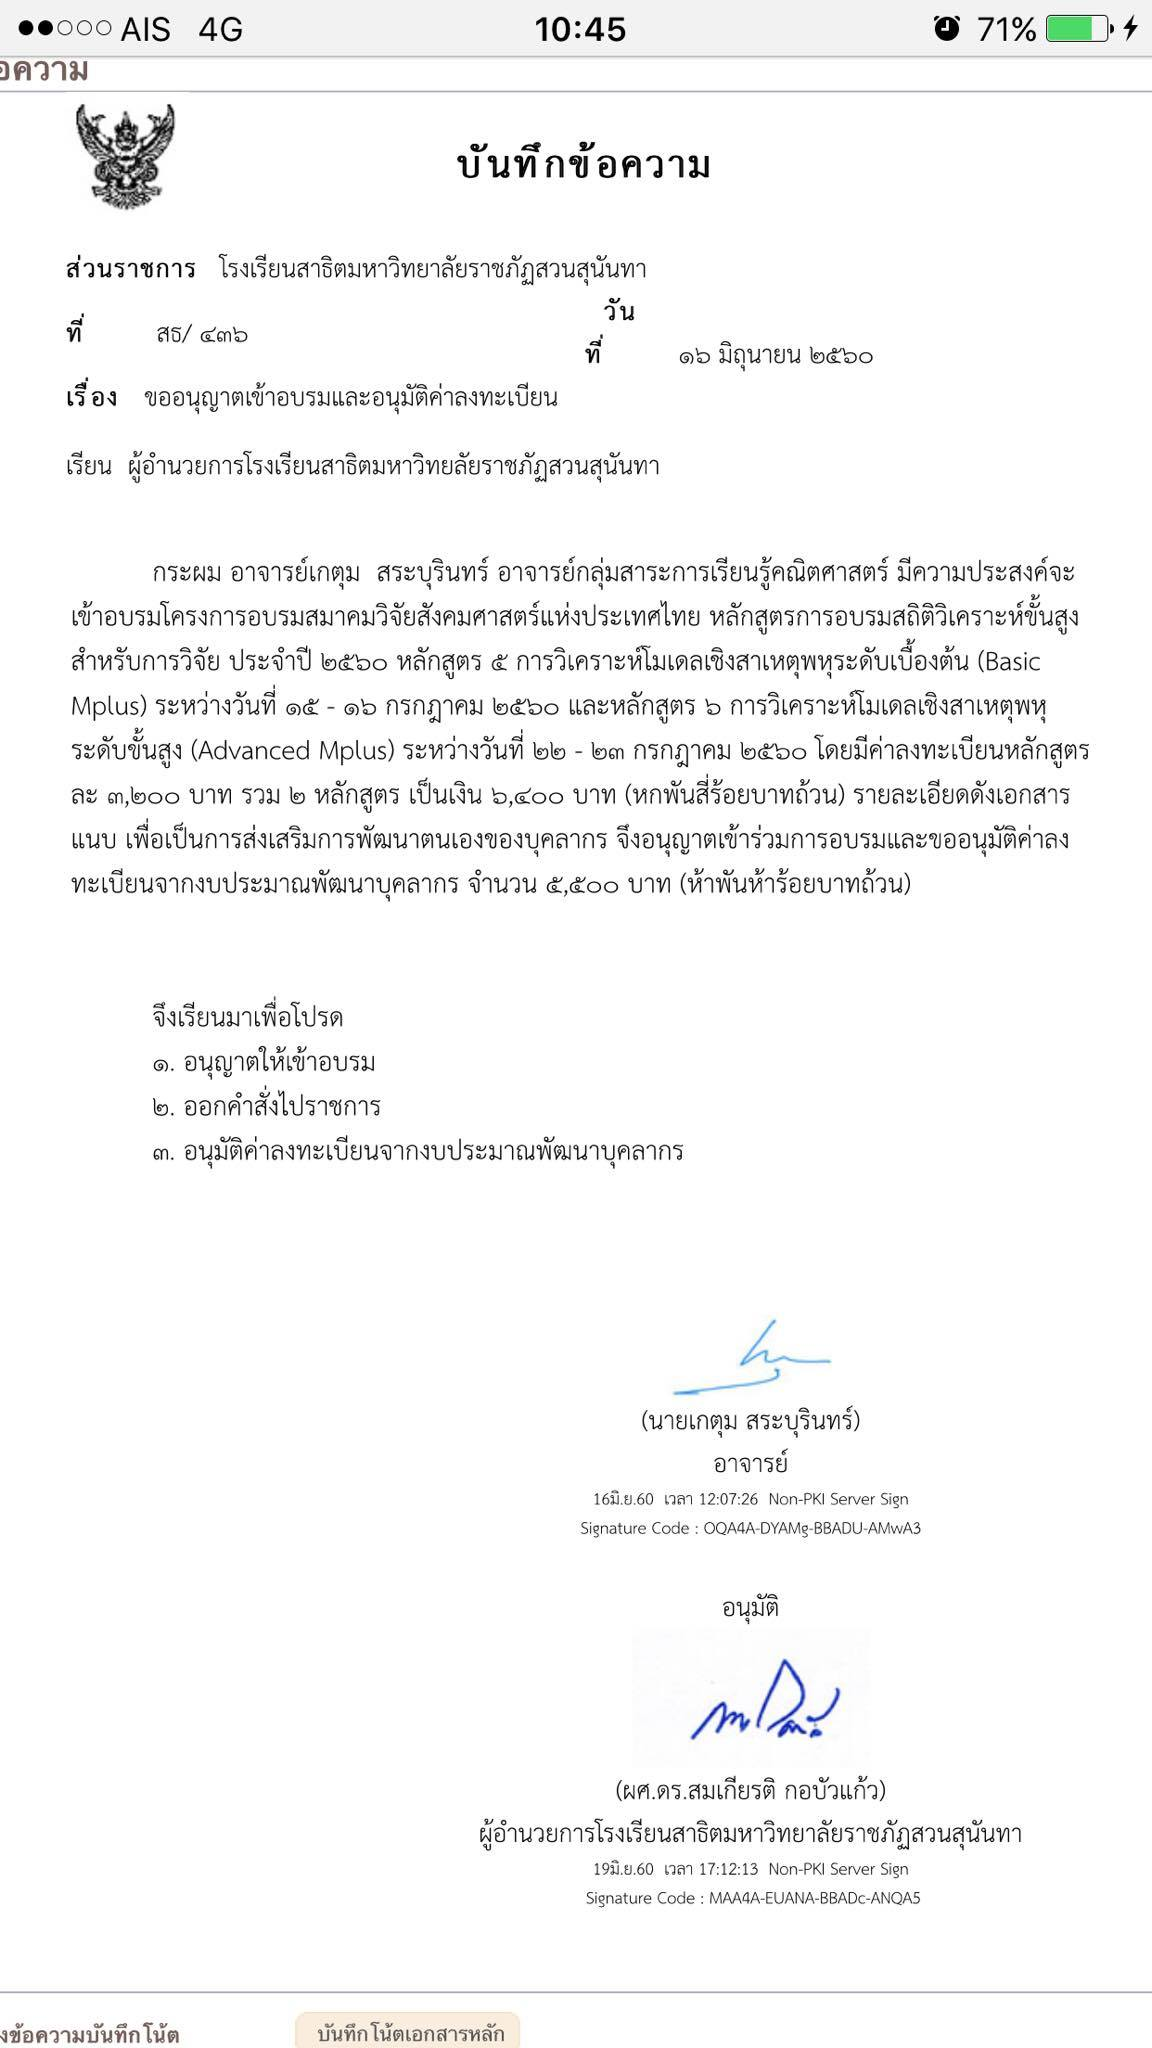 AIS 4G 10:45 71%
อความ
บันทึกข้อความ
ส่วนราชการ โรงเรียนสาธิตมหาวิทยาลัยราชภัฏสวนสุนันทา
ที่ สธ/ ๔๓๖ วันที่ ๑๖ มิถุนายน ๒๕๖๐
เรื่อง ขออนุญาตเข้าอบรมและอนุมัติค่าลงทะเบียน
เรียน ผู้อำนวยการโรงเรียนสาธิตมหาวิทยลัยราชภัฏสวนสุนันทา
กระผม อาจารย์เกตุม สระบุรินทร์ อาจารย์กลุ่มสาระการเรียนรู้คณิตศาสตร์ มีความประสงค์จะ
เข้าอบรมโครงการอบรมสมาคมวิจัยสังคมศาสตร์แห่งประเทศไทย หลักสูตรการอบรมสถิติวิเคราะห์ขั้นสูง
สำหรับการวิจัย ประจำปี ๒๕๖๐ หลักสูตร ๕ การวิเคราะห์โมเดลเชิงสาเหตุพหุระดับเบื้องต้น (Basic
Mplus) ระหว่างวันที่ ๑๕ - ๑๖ กรกฎาคม ๒๕๖๐ และหลักสูตร ๖ การวิเคราะห์โมเดลเชิงสาเหตุพหุ
ระดับขั้นสูง (Advanced Mplus) ระหว่างวันที่ ๒๒ - ๒๓ กรกฎาคม ๒๕๖๐ โดยมีค่าลงทะเบียนหลักสูตร
ละ ๓,๒๐๐ บาท รวม ๒ หลักสูตร เป็นเงิน ๖,๔๐๐ บาท (หกพันสี่ร้อยบาทถ้วน) รายละเอียดดังเอกสาร
แนบ เพื่อเป็นการส่งเสริมการพัฒนาตนเองของบุคลากร จึงอนุญาตเข้าร่วมการอบรมและขออนุมัติค่าลง
ทะเบียนจากงบประมาณพัฒนาบุคลากร จำนวน ๕,๕๐๐ บาท (ห้าพันห้าร้อยบาทถ้วน)
จึงเรียนมาเพื่อโปรด
๑. อนุญาตให้เข้าอบรม
๒. ออกคำสั่งไปราชการ
๓. อนุมัติค่าลงทะเบียนจากงบประมาณพัฒนาบุคลากร
(นายเกตุม สระบุรินทร์)
อาจารย์
16มิ.ย.60 เวลา 12:07:26 Non-PKI Server Sign
Signature Code : OQA4A-DYAMg-BBADU-AMwA3
อนุมัติ
(ผศ.ดร.สมเกียรติ กอบัวแก้ว)
ผู้อำนวยการโรงเรียนสาธิตมหาวิทยาลัยราชภัฏสวนสุนันทา
19มิ.ย.60 เวลา 17:12:13 Non-PKI Server Sign
Signature Code : MAA4A-EUANA-BBADc-ANQA5
งข้อความบันทึกโน้ต บันทึกโน้ตเอกสารหลัก